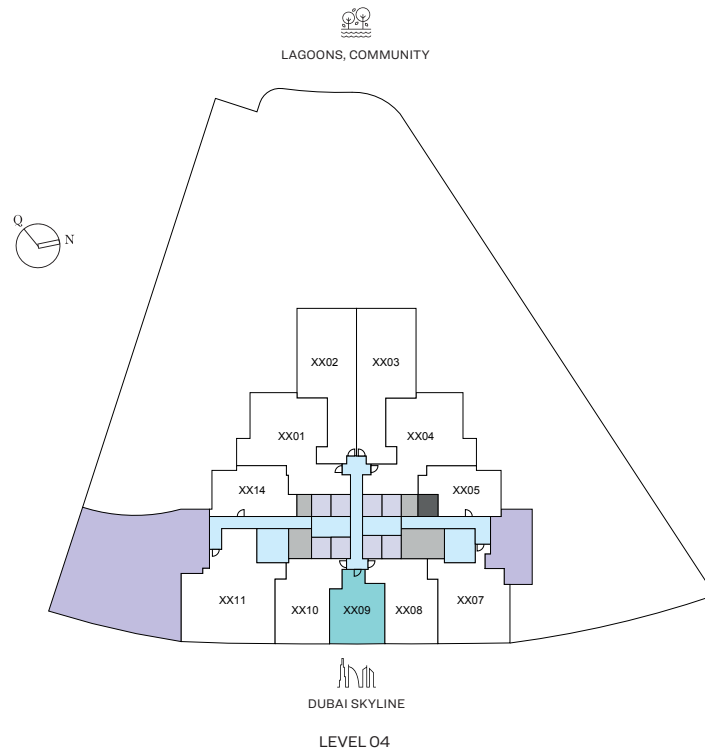 LAGOONS, COMMUNITY
Q
N
XX02
XX03
XX01
XX04
XX14
XX05
XX11
XX10
XX09
XX08
XX07
DUBAI SKYLINE
LEVEL 04